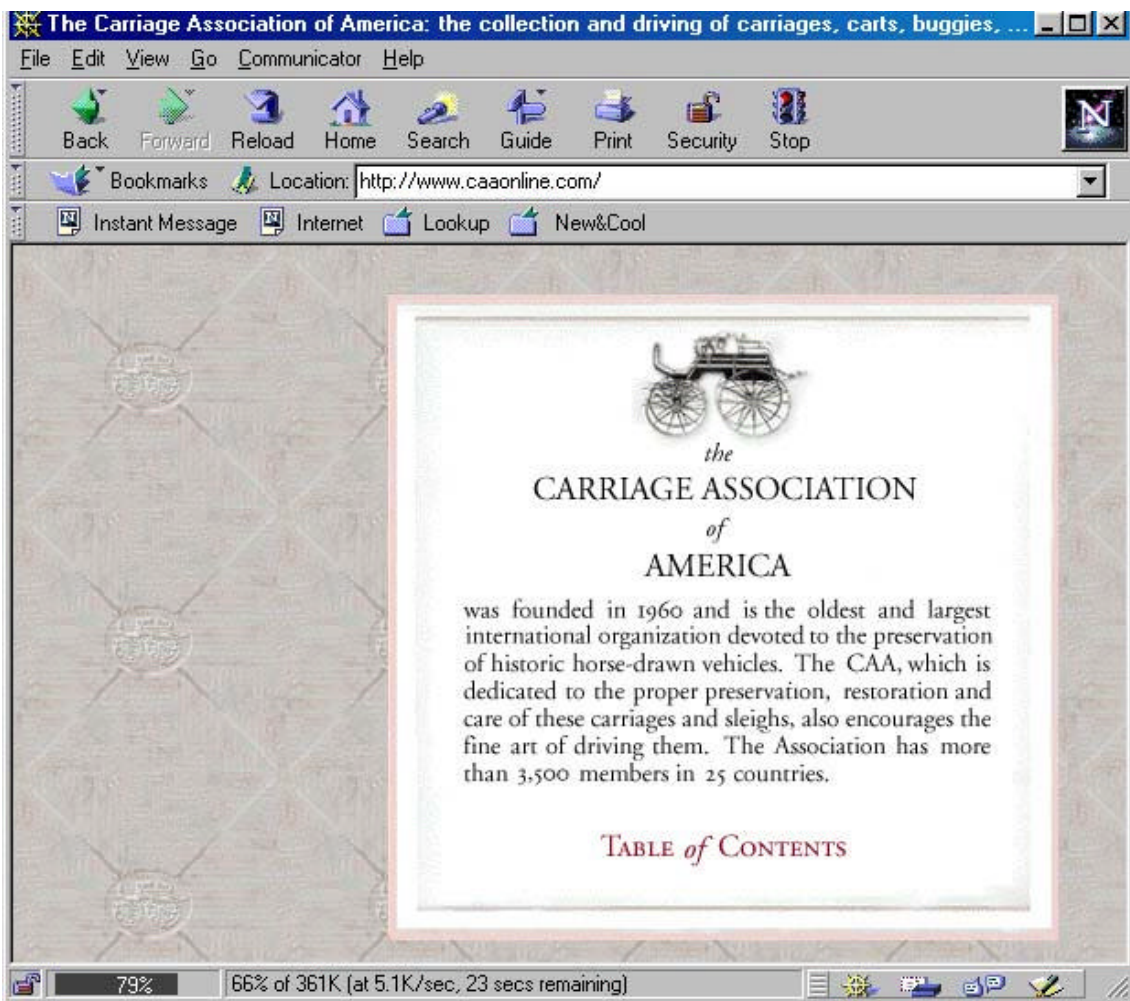 The Carriage Association of America: the collection and driving of carriages, carts, buggies, ...
File Edit View Go Communicator Help
Back Forward Reload Home Search Guide Print Security Stop
N
Bookmarks Location: http://www.caaonline.com/
Instant Message Internet Lookup New&Cool
the
CARRIAGE ASSOCIATION
of
AMERICA
was founded in 1960 and is the oldest and largest
international organization devoted to the preservation
of historic horse-drawn vehicles. The CAA, which is
dedicated to the proper preservation, restoration and
care of these carriages and sleighs, also encourages the
fine art of driving them. The Association has more
than 3,500 members in 25 countries.
TABLE of CONTENTS
79% 66% of 361K (at 5.1K/sec, 23 secs remaining)